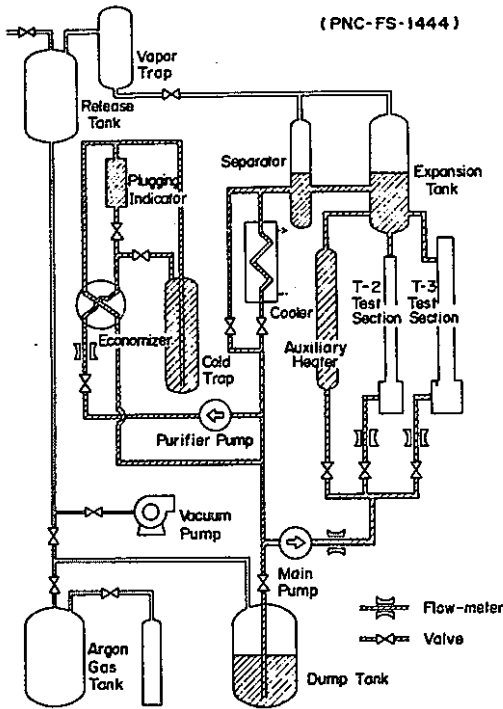 (PNC-FS-1444)
Vapor
Trap
Release
Tank
Separator
Expansion
Tank
Plugging
Indicator
T-2
Test
Section
T-3
Test
Section
Cooler
Economizer
Cold
Trap
Auxiliary
Heater
Purifier Pump
Vacuum
Pump
Main
Pump
Flow-meter
Valve
Argon
Gas
Tank
Dump Tank